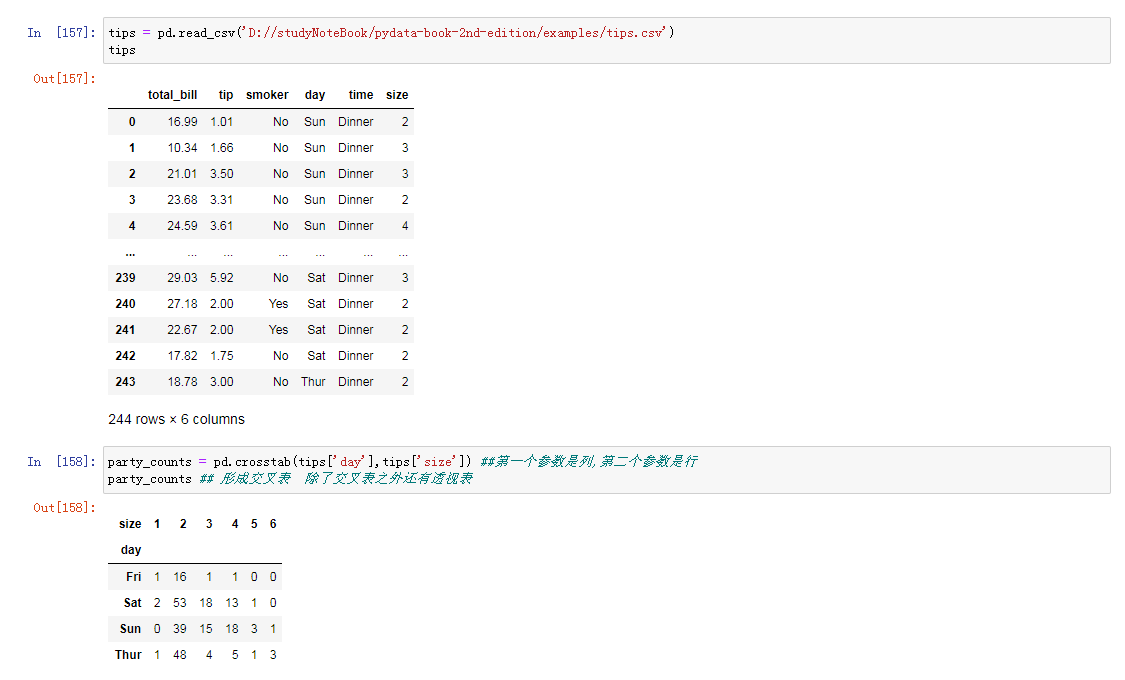 In [157]: tips = pd.read_csv('D://studyNoteBook/pydata-book-2nd-edition/examples/tips.csv')
tips
Out[157]:
total_bill tip smoker day time size
0 16.99 1.01 No Sun Dinner 2
1 10.34 1.66 No Sun Dinner 3
2 21.01 3.50 No Sun Dinner 3
3 23.68 3.31 No Sun Dinner 2
4 24.59 3.61 No Sun Dinner 4
... ... ... ... ... ... ...
239 29.03 5.92 No Sat Dinner 3
240 27.18 2.00 Yes Sat Dinner 2
241 22.67 2.00 Yes Sat Dinner 2
242 17.82 1.75 No Sat Dinner 2
243 18.78 3.00 No Thur Dinner 2
244 rows × 6 columns
In [158]: party_counts = pd.crosstab(tips['day'],tips['size']) ##第一个参数是列,第二个参数是行
party_counts ## 形成交叉表 除了交叉表之外还有透视表
Out[158]:
size 1 2 3 4 5 6
day
Fri 1 16 1 1 0 0
Sat 2 53 18 13 1 0
Sun 0 39 15 18 3 1
Thur 1 48 4 5 1 3